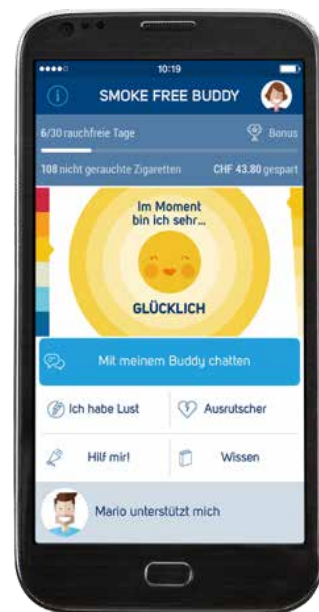 10:19
SMOKE FREE BUDDY
6/30 rauchfreie Tage Bonus
108 nicht gerauchte Zigaretten CHF 43.80 gespart
Im Moment
bin ich sehr...
GLÜCKLICH
Mit meinem Buddy chatten
Ich habe Lust Ausrutscher
Hilf mir! Wissen
Mario unterstützt mich